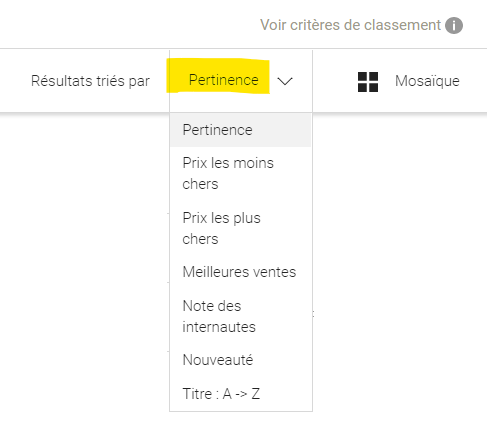 Voir critères de classement i
Résultats triés par Pertinence Mosaïque
Pertinence
Prix les moins
chers
Prix les plus
chers
Meilleures ventes
Note des
internautes
Nouveauté
Titre : A -> Z